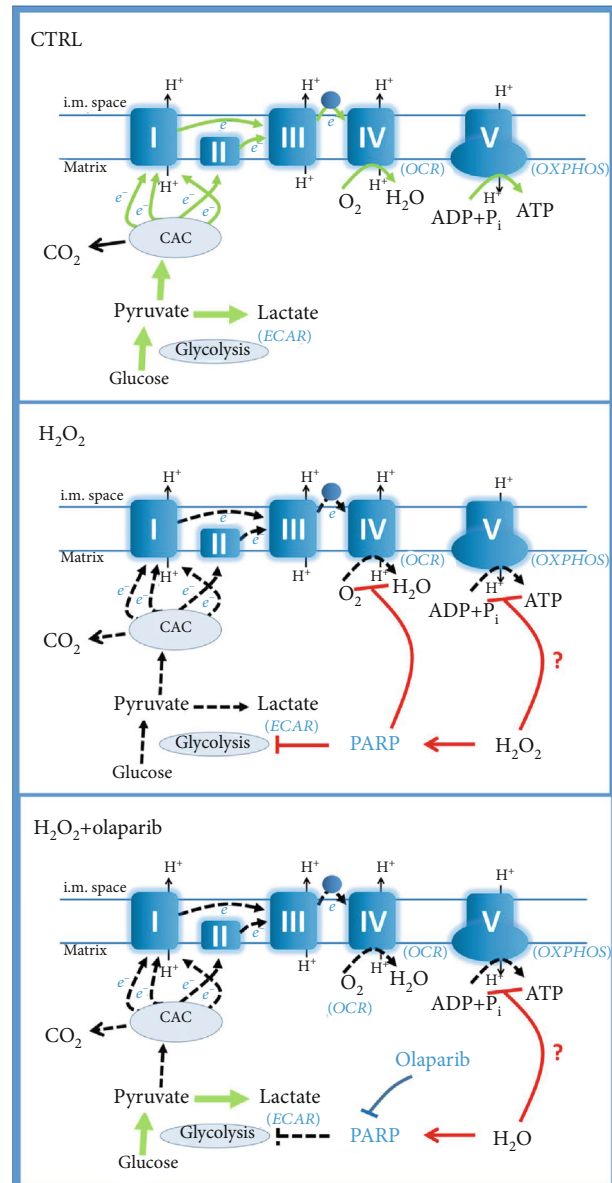 CTRL
H⁺ H⁺ H⁺ H⁺
i.m. space
I e III e IV V
II e⁻
Matrix (OCR) (OXPHOS)
H⁺ H⁺ H⁺ H⁺
e⁻ e⁻ e⁻ e⁻ O₂ H₂O ADP+Pᵢ ATP
CAC
CO₂
Pyruvate Lactate
(ECAR)
Glycolysis
Glucose
H₂O₂
H⁺ H⁺ H⁺ H⁺
i.m. space
I e III e IV V
II e⁻
Matrix (OCR) (OXPHOS)
H⁺ H⁺ H⁺ H⁺
e⁻ e⁻ e⁻ e⁻ O₂ H₂O ADP+Pᵢ ATP
CAC
CO₂
?
Pyruvate Lactate
(ECAR)
Glycolysis PARP H₂O₂
Glucose
H₂O₂+olaparib
H⁺ H⁺ H⁺ H⁺
i.m. space
I e III e IV V
II e⁻
Matrix (OCR) (OXPHOS)
H⁺ H⁺ H⁺ H⁺
e⁻ e⁻ e⁻ e⁻ O₂ H₂O ADP+Pᵢ ATP
(OCR)
CAC
CO₂
Olaparib ?
Pyruvate Lactate
(ECAR)
Glycolysis PARP H₂O
Glucose